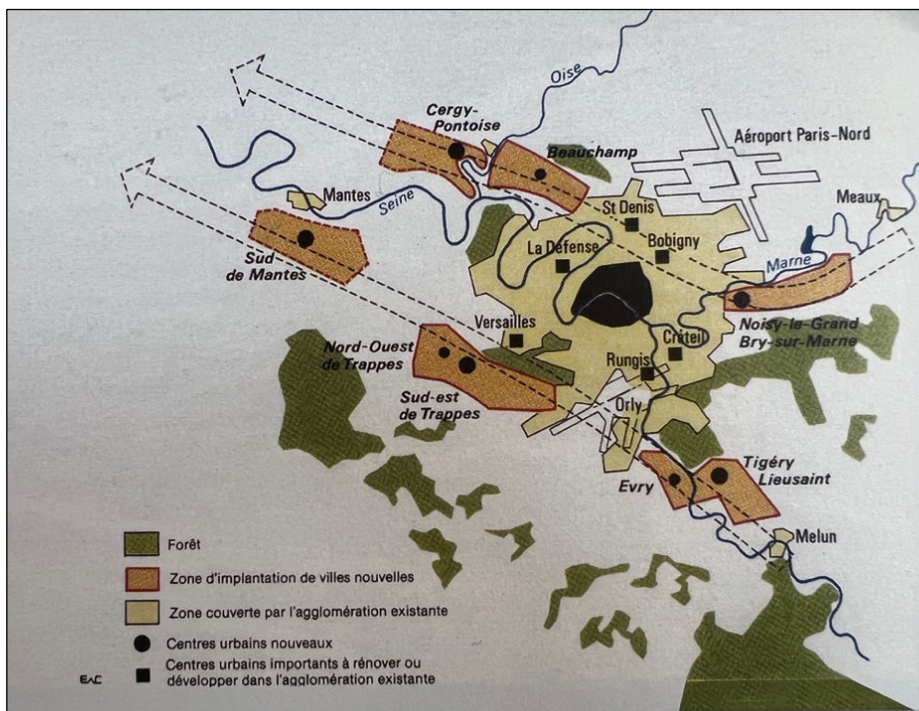 Oise
Cergy-
Pontoise
Beauchamp
Aéroport Paris-Nord
Mantes
Seine
St Denis
Meaux
La Défense
Bobigny
Sud
de Mantes
Marne
Versailles
Noisy-le-Grand
Bry-sur-Marne
Nord-Ouest
de Trappes
Créteil
Rungis
Sud-est
de Trappes
Orly
Tigéry
Lieusaint
Evry
Melun
Forêt
Zone d'implantation de villes nouvelles
Zone couverte par l'agglomération existante
Centres urbains nouveaux
Centres urbains importants à rénover ou
développer dans l'agglomération existante